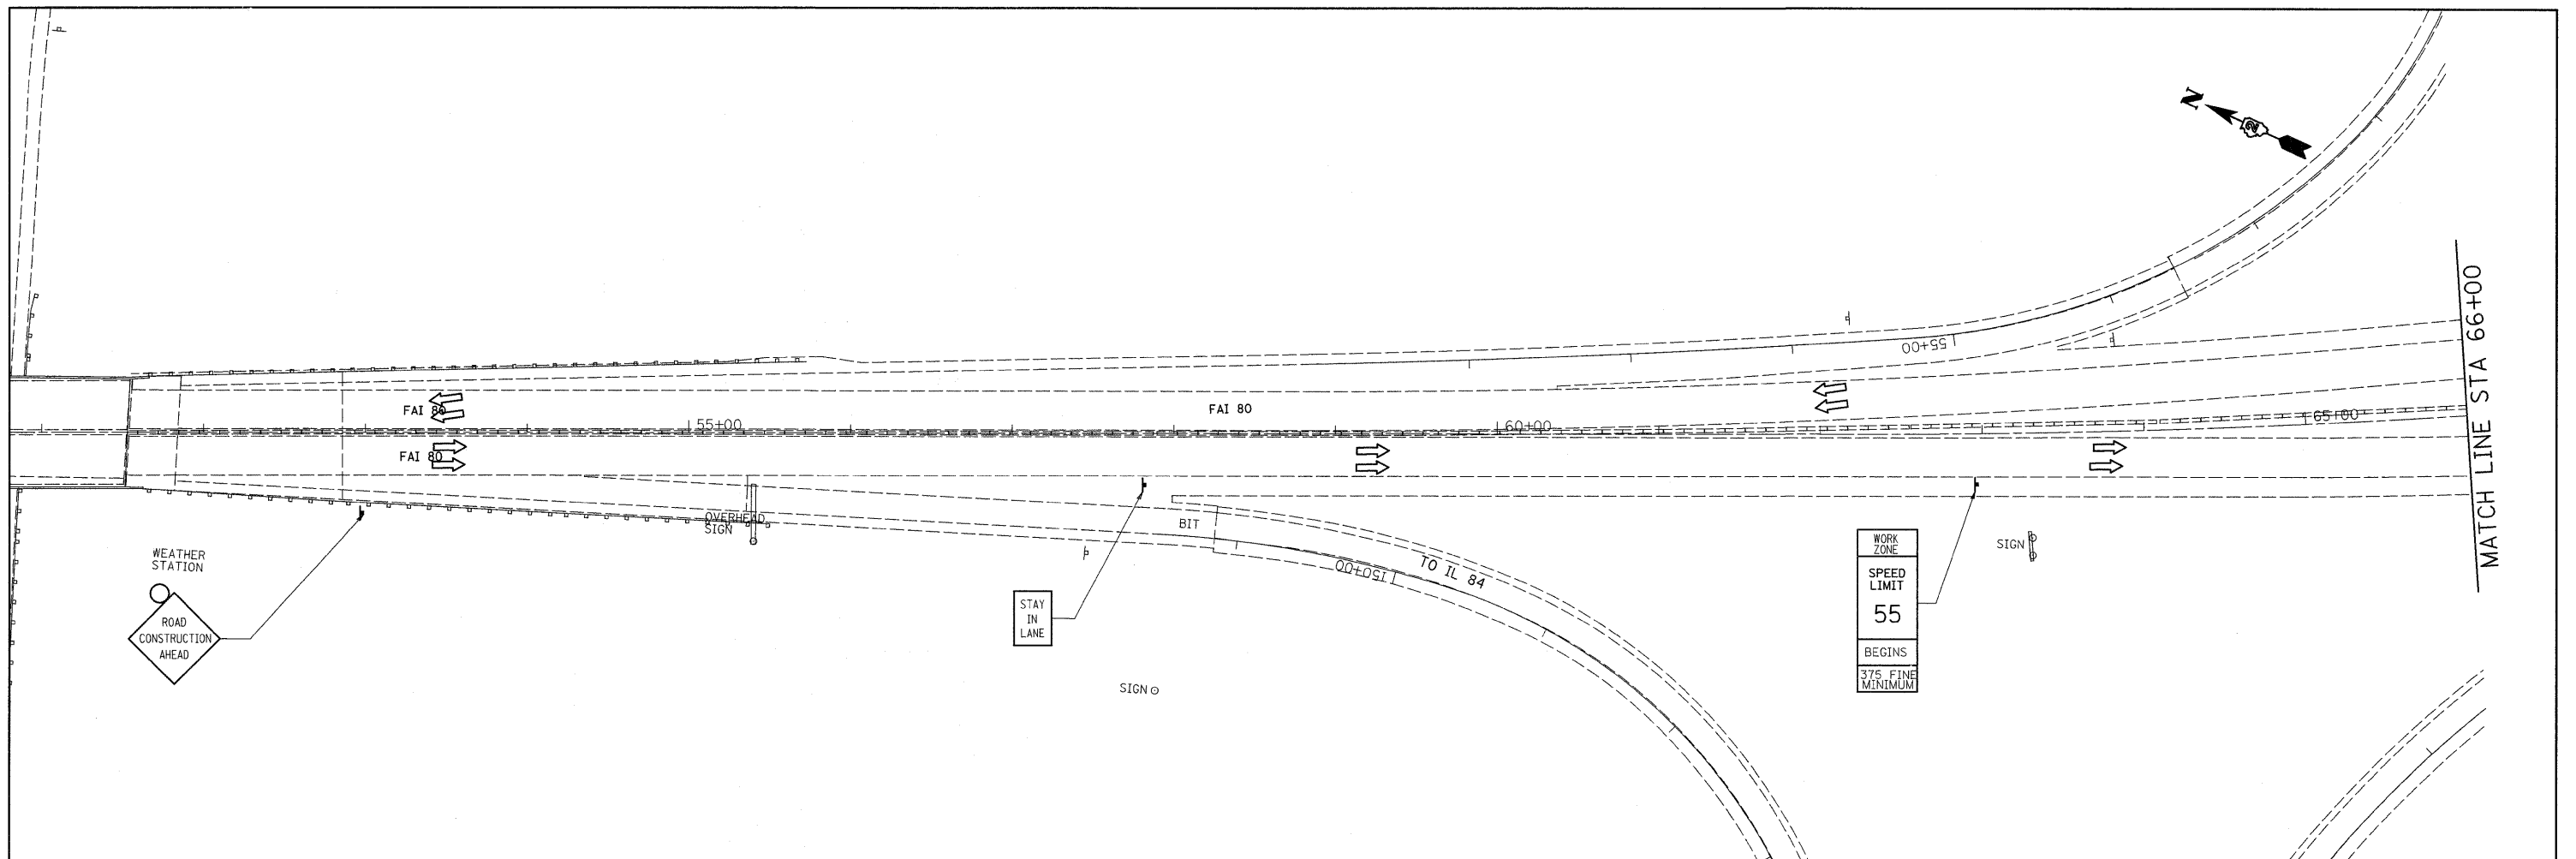 N
2
55+00
MATCH LINE STA 66+00
FAI 80
FAI 80
55+00
60+00
65+00
FAI 80
OVERHEAD
SIGN
BIT
TO IL 84
150+00
WEATHER
STATION
ROAD
CONSTRUCTION
AHEAD
STAY
IN
LANE
SIGN
WORK
ZONE
SPEED
LIMIT
55
BEGINS
375 FINE
MINIMUM
SIGN